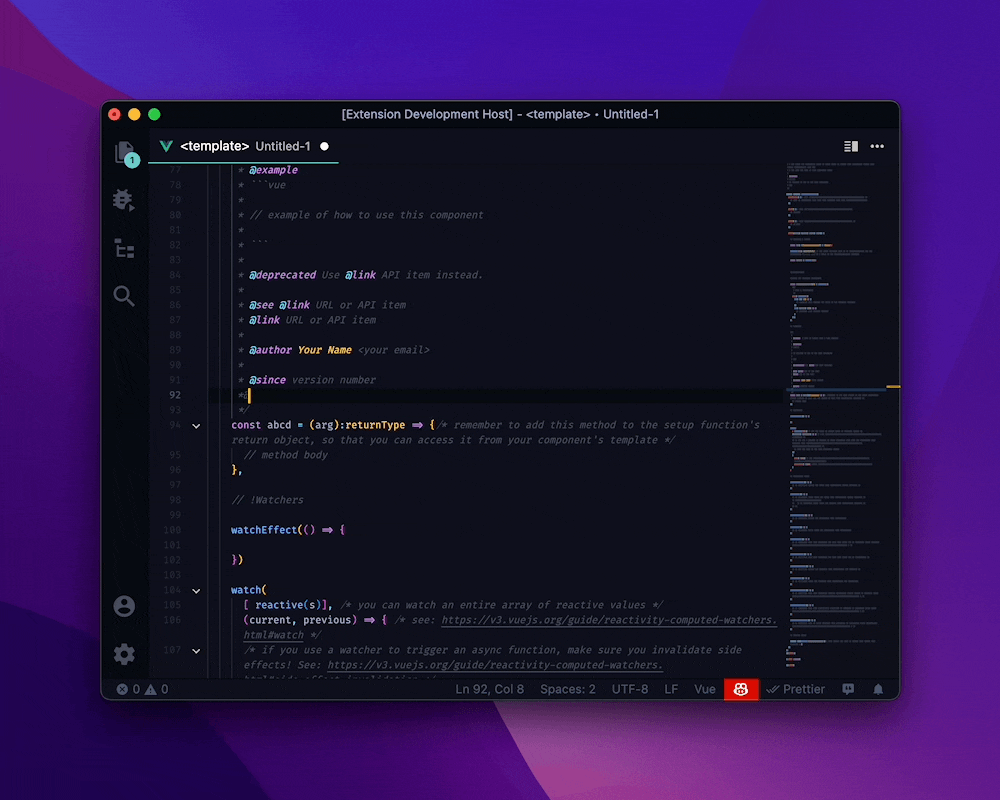 [Extension Development Host] - <template> • Untitled-1
<template> Untitled-1
1
77 * @example
78 * ```vue
79 *
80 * // example of how to use this component
81 *
82 * ```
83 *
84 * @deprecated Use @link API item instead.
85 *
86 * @see @link URL or API item
87 * @link URL or API item
88 *
89 * @author Your Name <your email>
90 *
91 * @since version number
92 *
93 */
94 const abcd = (arg):returnType ⇒ {/* remember to add this method to the setup function's
return object, so that you can access it from your component's template */
95 // method body
96 },
97
98 // !Watchers
99
100 watchEffect(() ⇒ {
101
102 })
103
104 watch(
105 [ reactive(s)], /* you can watch an entire array of reactive values */
106 (current, previous) ⇒ { /* see: https://v3.vuejs.org/guide/reactivity-computed-watchers.
html#watch */
107 /* if you use a watcher to trigger an async function, make sure you invalidate side
effects! See: https://v3.vuejs.org/guide/reactivity-computed-watchers.
0 0 Ln 92, Col 8 Spaces: 2 UTF-8 LF Vue Prettier